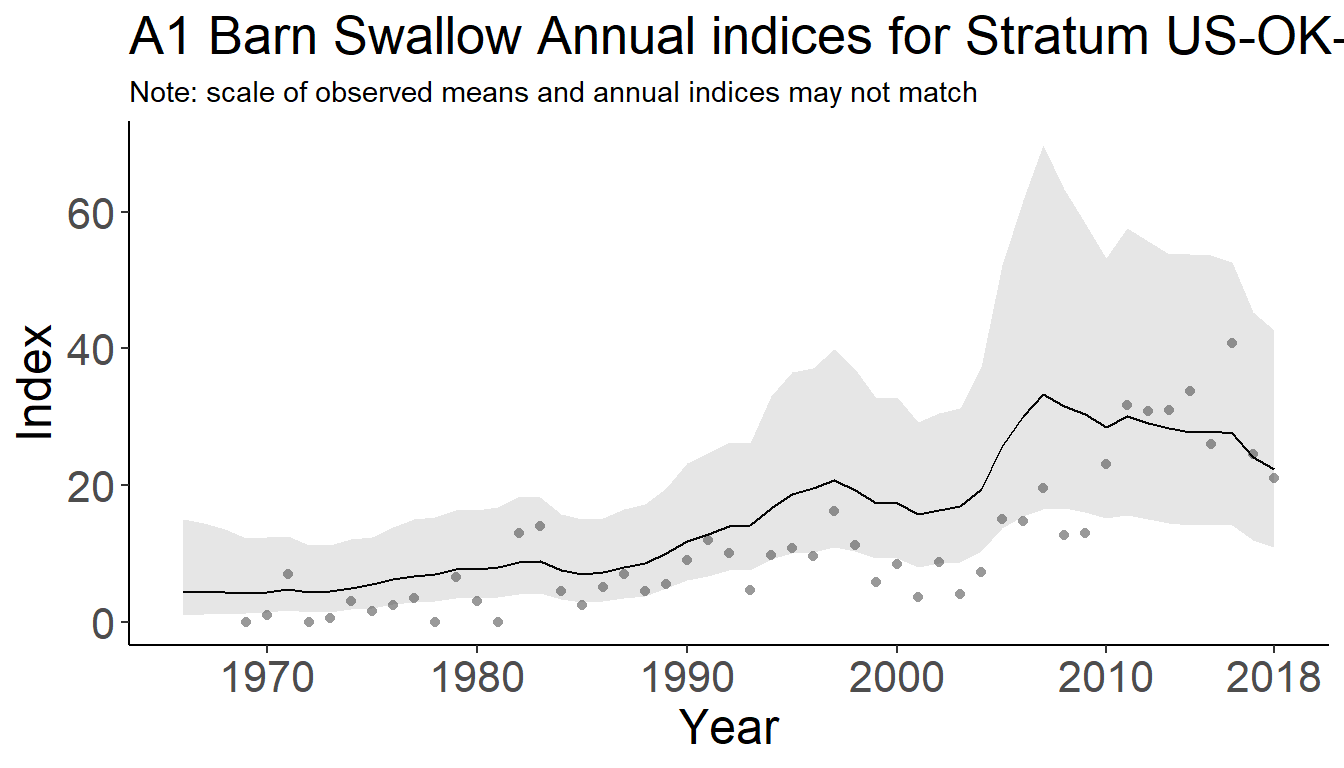 A1 Barn Swallow Annual indices for Stratum US-OK-
Note: scale of observed means and annual indices may not match
60
40
20
0
Index
1970 1980 1990 2000 2010 2018
Year